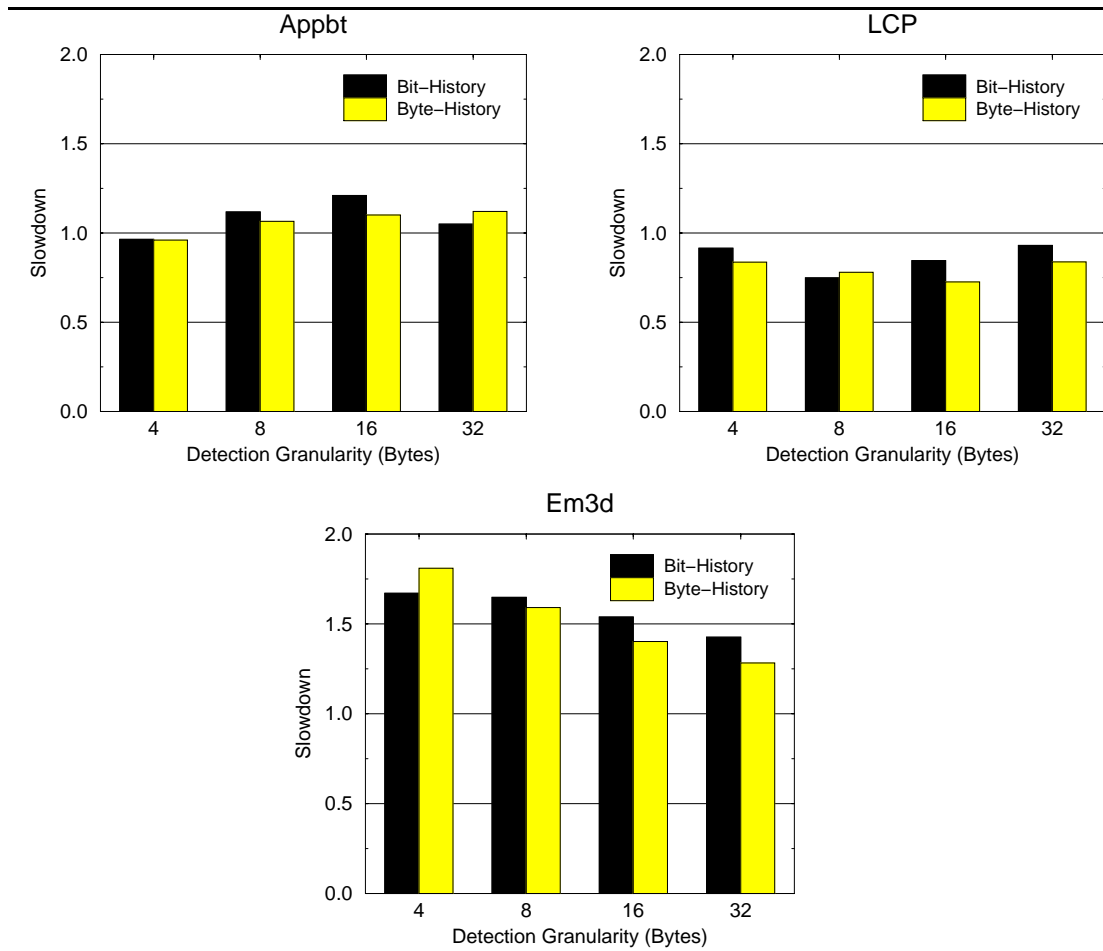 Appbt
2.0
1.5
1.0
0.5
0.0
Slowdown
Bit−History
Byte−History
4 8 16 32
Detection Granularity (Bytes)
LCP
2.0
1.5
1.0
0.5
0.0
Slowdown
Bit−History
Byte−History
4 8 16 32
Detection Granularity (Bytes)
Em3d
2.0
1.5
1.0
0.5
0.0
Slowdown
Bit−History
Byte−History
4 8 16 32
Detection Granularity (Bytes)